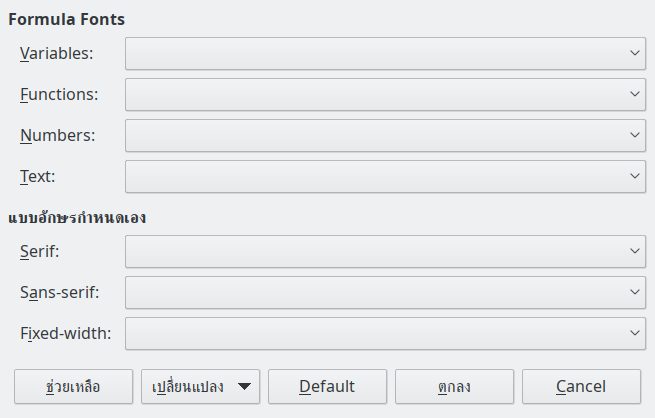 Formula Fonts
Variables:
Functions:
Numbers:
Text:
แบบอักษรกำหนดเอง
Serif:
Sans-serif:
Fixed-width:
ช่วยเหลือ เปลี่ยนแปลง Default ตกลง Cancel